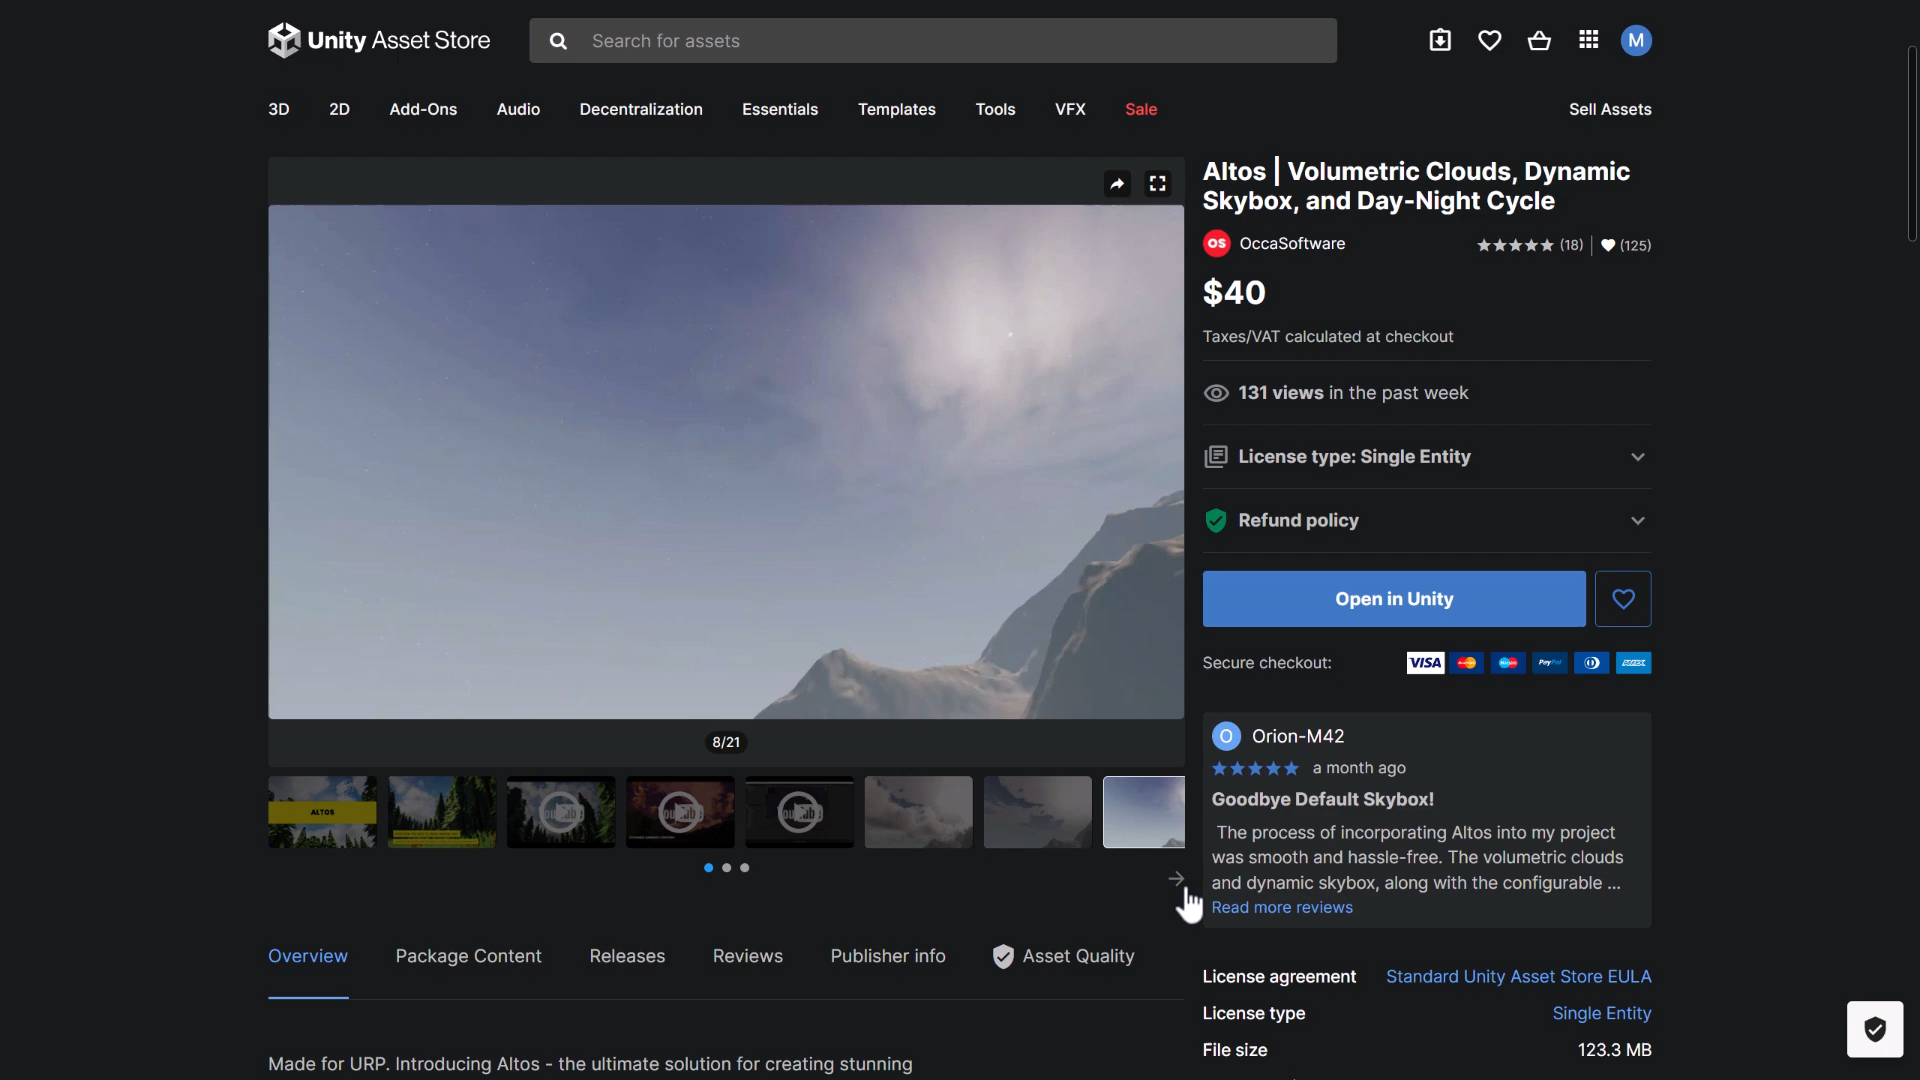 Unity Asset Store
Search for assets
M
3D 2D Add-Ons Audio Decentralization Essentials Templates Tools VFX Sale Sell Assets
Altos | Volumetric Clouds, Dynamic
Skybox, and Day-Night Cycle
OS OccaSoftware (18) (125)
$40
Taxes/VAT calculated at checkout
131 views in the past week
License type: Single Entity
Refund policy
Open in Unity
Secure checkout: VISA PayPal AMEX
8/21
ALTOS
O Orion-M42
a month ago
Goodbye Default Skybox!
The process of incorporating Altos into my project
was smooth and hassle-free. The volumetric clouds
and dynamic skybox, along with the configurable ...
Read more reviews
Overview Package Content Releases Reviews Publisher info Asset Quality
License agreement Standard Unity Asset Store EULA
License type Single Entity
File size 123.3 MB
Made for URP. Introducing Altos - the ultimate solution for creating stunning